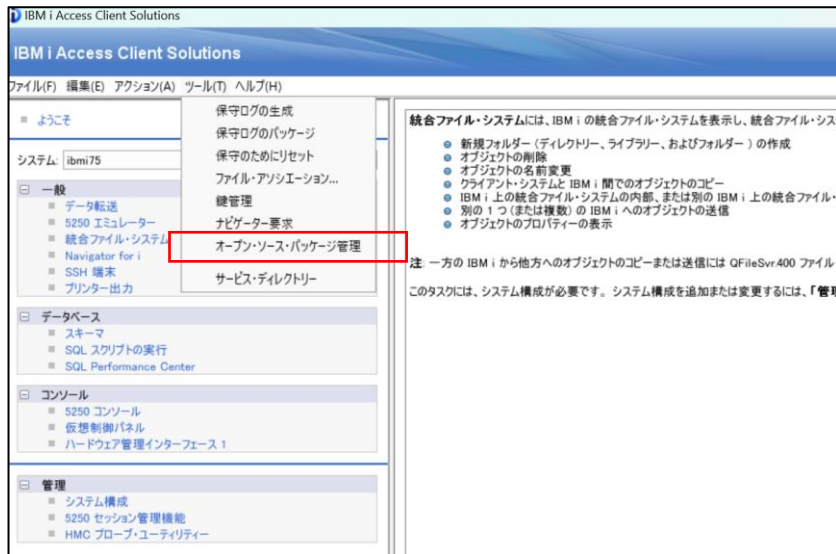 IBM i Access Client Solutions
IBM i Access Client Solutions
ファイル(F) 編集(E) アクション(A) ツール(T) ヘルプ(H)
ようこそ
システム: ibmi75
一般
データ転送
5250 エミュレーター
統合ファイル・システム
Navigator for i
SSH 端末
プリンター出力
データベース
スキーマ
SQL スクリプトの実行
SQL Performance Center
コンソール
5250 コンソール
仮想制御パネル
ハードウェア管理インターフェース 1
管理
システム構成
5250 セッション管理機能
HMC プローブ・ユーティリティー
保守ログの生成
保守ログのパッケージ
保守のためにリセット
ファイル・アソシエーション...
鍵管理
ナビゲーター要求
オープン・ソース・パッケージ管理
サービス・ディレクトリー
統合ファイル・システムには、IBM i の統合ファイル・システムを表示し、統合ファイル・シス
新規フォルダー (ディレクトリー、ライブラリー、およびフォルダー) の作成
オブジェクトの削除
オブジェクトの名前変更
クライアント・システムと IBM i 間でのオブジェクトのコピー
IBM i 上の統合ファイル・システムの内部、または別の IBM i 上の統合ファイル・
別の 1 つ (または複数) の IBM i へのオブジェクトの送信
オブジェクトのプロパティーの表示
注: 一方の IBM i から他方へのオブジェクトのコピーまたは送信には QFileSvr.400 ファイル
このタスクには、システム構成が必要です。システム構成を追加または変更するには、「管理